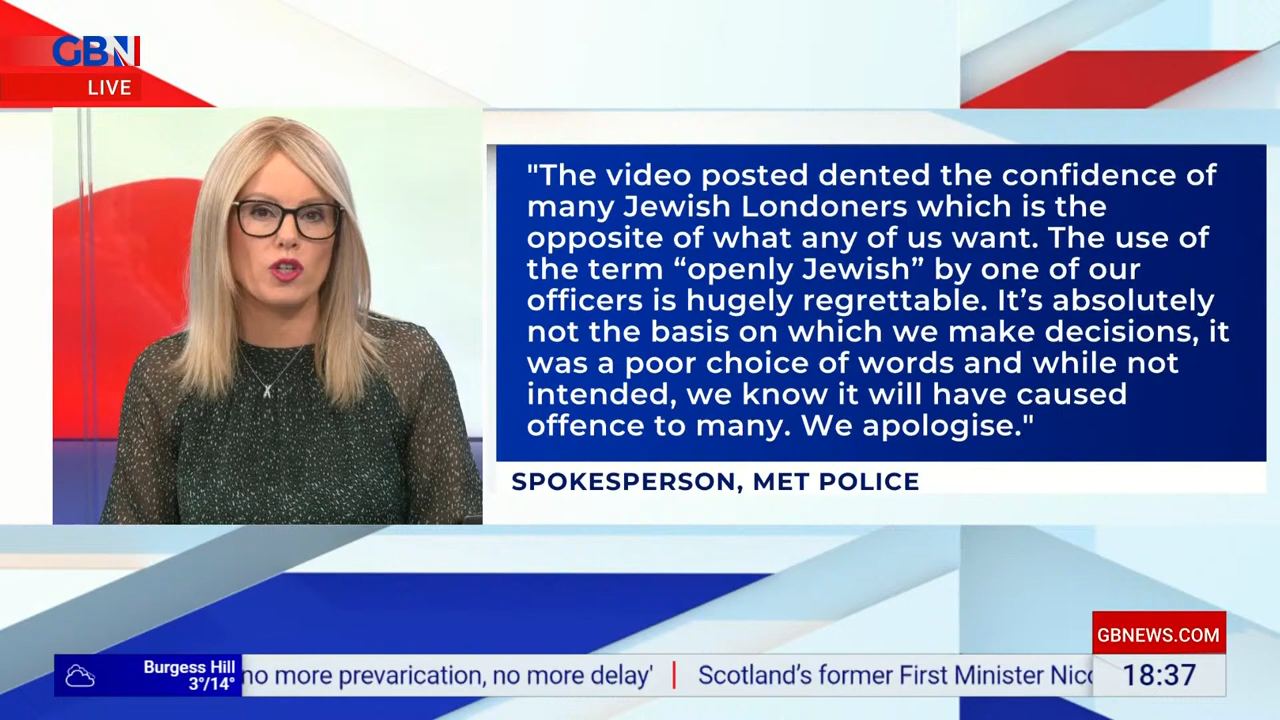 GBN
LIVE
"The video posted dented the confidence of
many Jewish Londoners which is the
opposite of what any of us want. The use of
the term “openly Jewish” by one of our
officers is hugely regrettable. It’s absolutely
not the basis on which we make decisions, it
was a poor choice of words and while not
intended, we know it will have caused
offence to many. We apologise."
SPOKESPERSON, MET POLICE
GBNEWS.COM
Burgess Hill
3°/14°
no more prevarication, no more delay' | Scotland’s former First Minister Nic
18:37